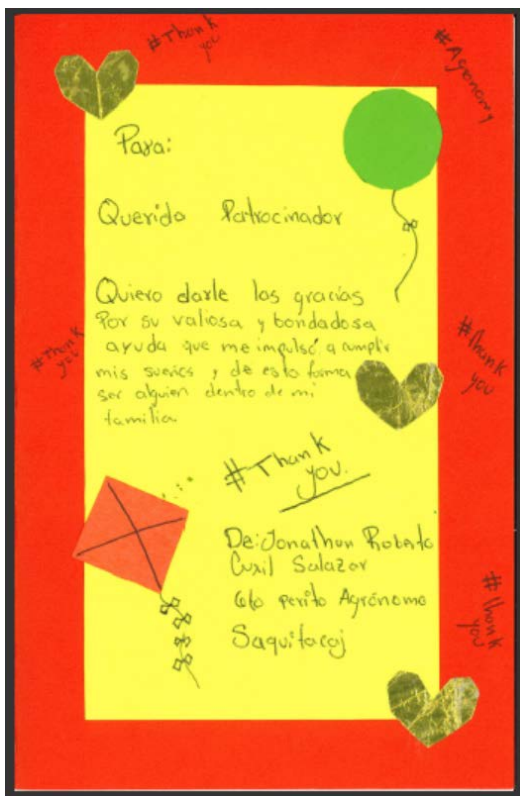 #Thank
you
#Agronomy
Para:
Querido Patrocinador
Quiero darle las gracias
Por su valiosa y bondadosa
ayuda que me impulsó a cumplir
mis sueños y de esta forma
ser alguien dentro de mi
familia.
#Thank
you
#Thank
you
#Thank
you.
De: Jonathan Roberto
Cuxil Salazar
6to perito Agrónomo
Saquitacaj
#Thank
you